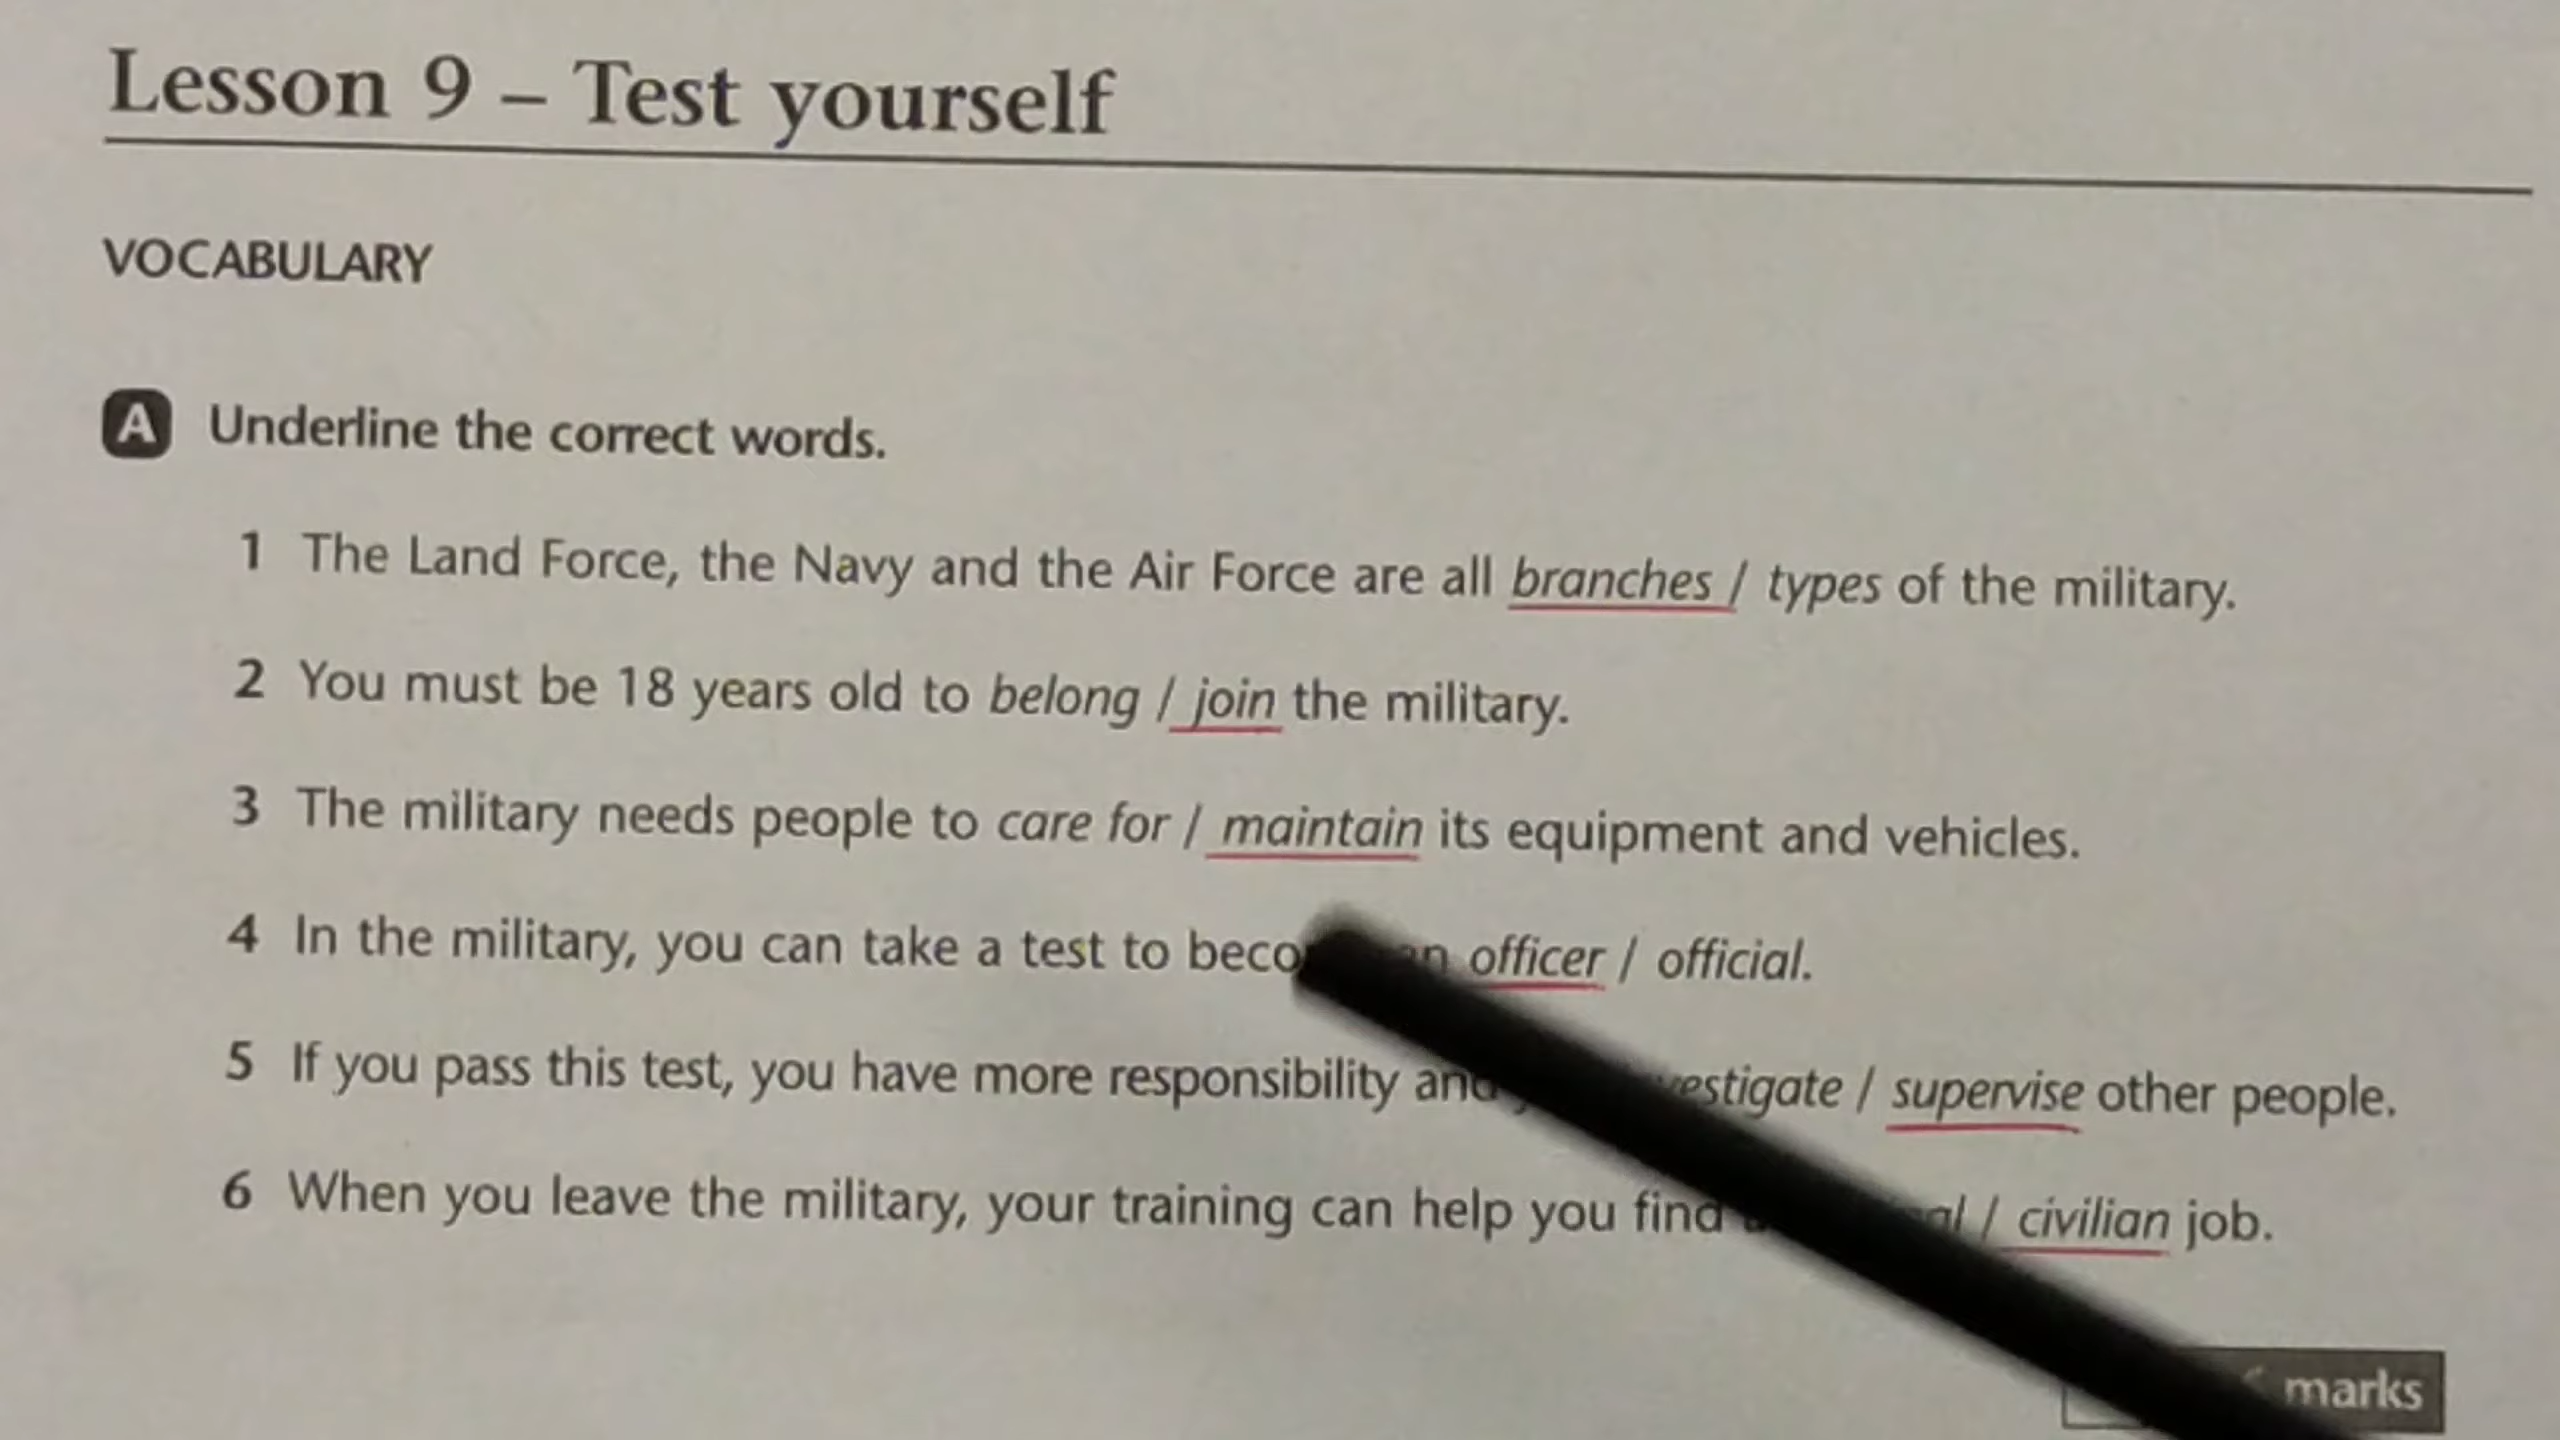 Lesson 9 – Test yourself
VOCABULARY
A Underline the correct words.
1 The Land Force, the Navy and the Air Force are all branches / types of the military.
2 You must be 18 years old to belong / join the military.
3 The military needs people to care for / maintain its equipment and vehicles.
4 In the military, you can take a test to officer / official.
5 If you pass this test, you have more responsibility and / supervise other people.
6 When you leave the military, your training can help you find / civilian job.
marks